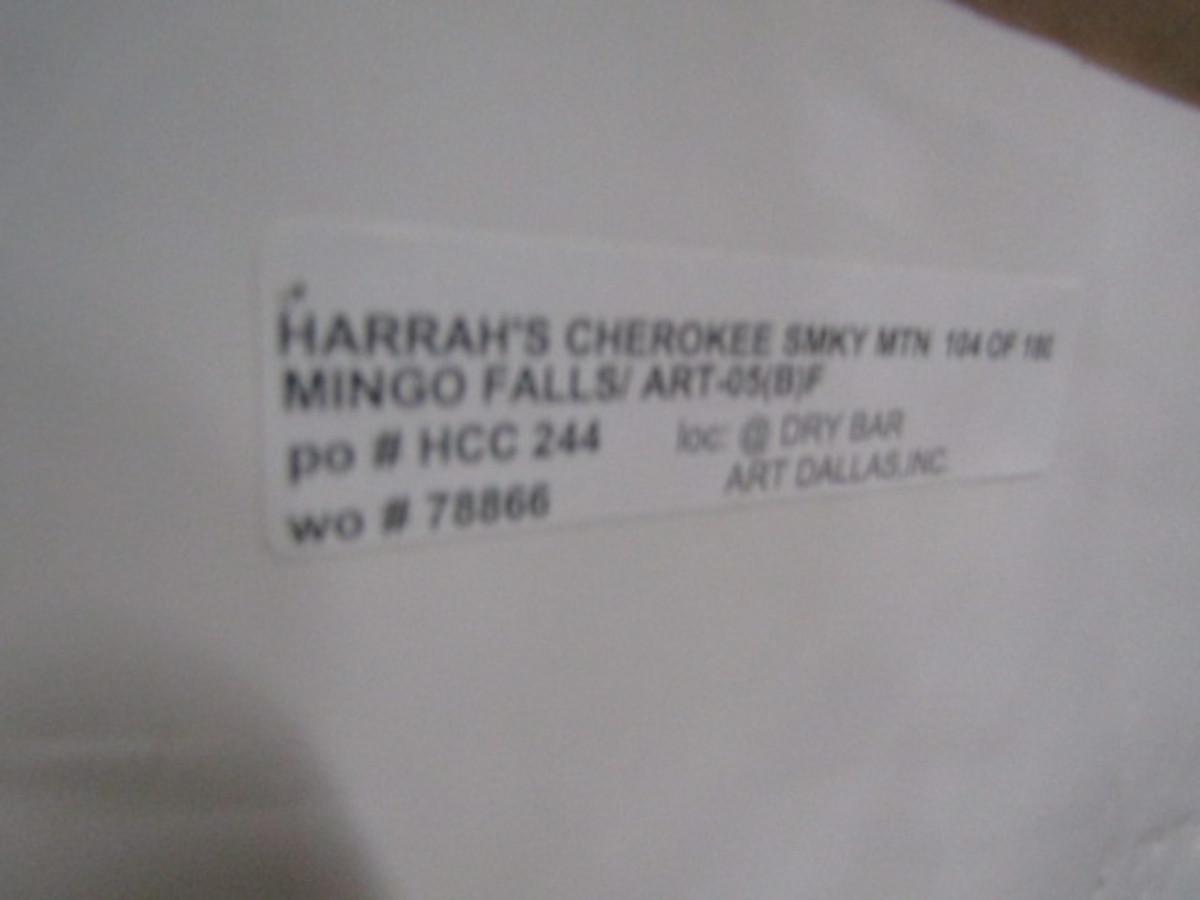 HARRAH'S CHEROKEE SMKY MTN 104 OF
MINGO FALLS/ ART-05(B)F
po # HCC 244 loc: @ DRY BAR
ART DALLAS,INC
wo # 78866